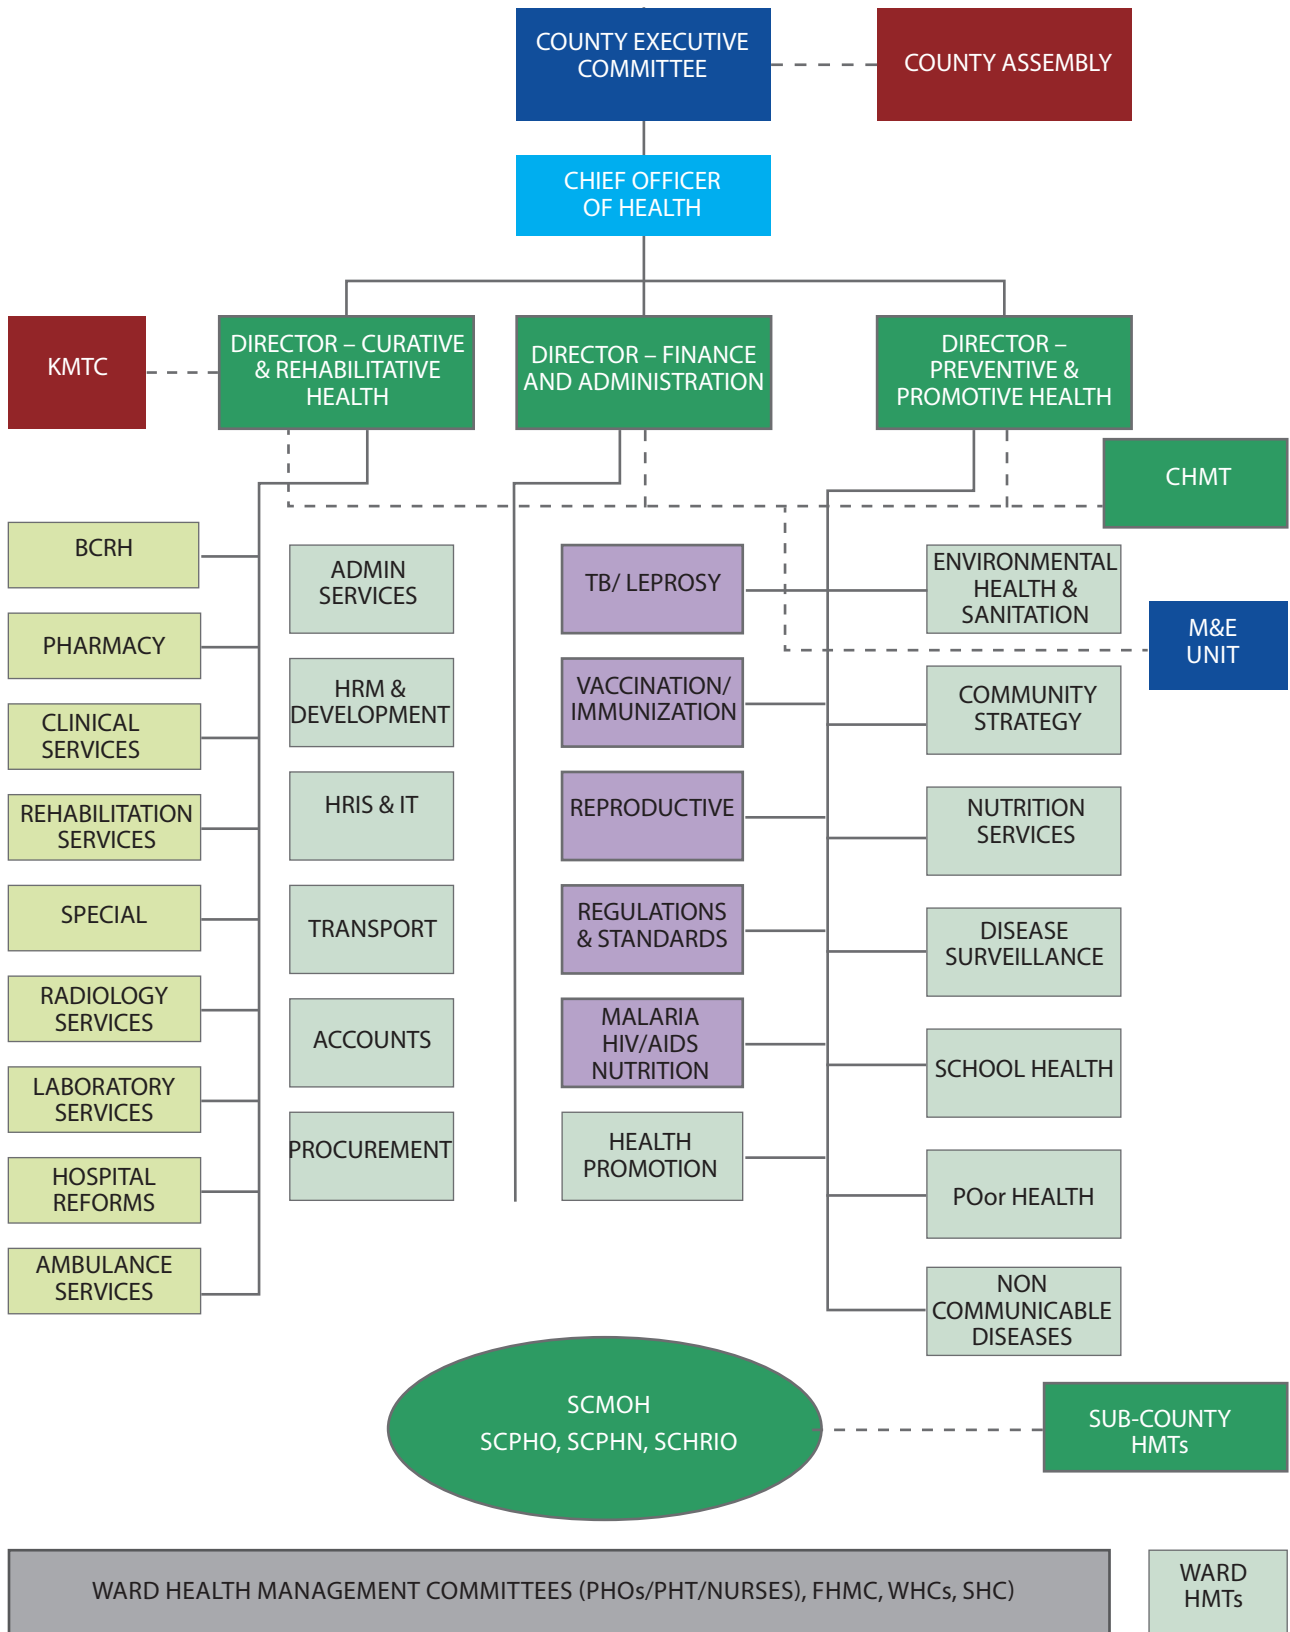 COUNTY EXECUTIVE
COMMITTEE
COUNTY ASSEMBLY
CHIEF OFFICER
OF HEALTH
KMTC
DIRECTOR – CURATIVE
& REHABILITATIVE
HEALTH
DIRECTOR – FINANCE
AND ADMINISTRATION
DIRECTOR –
PREVENTIVE &
PROMOTIVE HEALTH
CHMT
BCRH
PHARMACY
CLINICAL
SERVICES
REHABILITATION
SERVICES
SPECIAL
RADIOLOGY
SERVICES
LABORATORY
SERVICES
HOSPITAL
REFORMS
AMBULANCE
SERVICES
ADMIN
SERVICES
HRM &
DEVELOPMENT
HRIS & IT
TRANSPORT
ACCOUNTS
PROCUREMENT
TB/ LEPROSY
VACCINATION/
IMMUNIZATION
REPRODUCTIVE
REGULATIONS
& STANDARDS
MALARIA
HIV/AIDS
NUTRITION
HEALTH
PROMOTION
ENVIRONMENTAL
HEALTH &
SANITATION
COMMUNITY
STRATEGY
NUTRITION
SERVICES
DISEASE
SURVEILLANCE
SCHOOL HEALTH
POor HEALTH
NON
COMMUNICABLE
DISEASES
M&E
UNIT
SCMOH
SCPHO, SCPHN, SCHRIO
SUB-COUNTY
HMTs
WARD HEALTH MANAGEMENT COMMITTEES (PHOs/PHT/NURSES), FHMC, WHCs, SHC)
WARD
HMTs